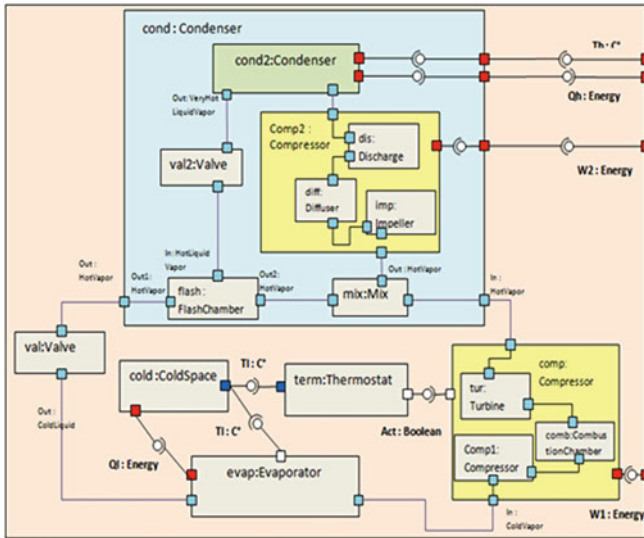 cond : Condenser
cond2:Condenser
Th : C°
Qh : Energy
Out: VeryHot
LiquidVapor
Comp2 :
Compressor
dis:
Discharge
W2 : Energy
val2:Valve
diff:
Diffuser
imp:
Impeller
Out :
HotVapor
Out1:
HotVapor
In: HotLiquid
Vapor
Out2:
HotVapor
Out : HotVapor
In :
HotVapor
flash :
FlashChamber
mix:Mix
val:Valve
cold :ColdSpace
Tl : C°
term:Thermostat
comp:
Compressor
tur:
Turbine
Out :
ColdLiquid
Tl : C°
Act : Boolean
comb:Combus
tionChamber
Ql : Energy
Comp1:
Compressor
evap:Evaporator
In :
ColdVapor
W1 : Energy